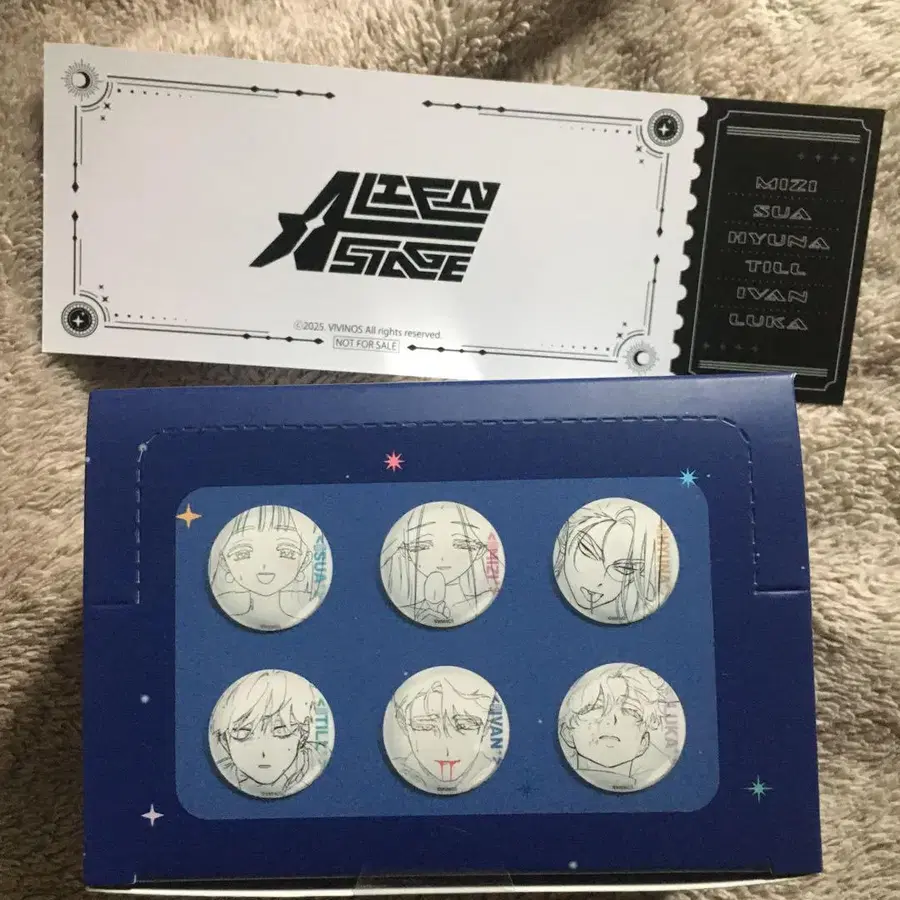 ALIEN
STAGE
©2025. VIVINOS All rights reserved.
NOT FOR SALE
MIZI
SUA
HYUNA
TILL
IVAN
LUKA
<SUA
<MIZI
<TILL
<IVAN
LUKA